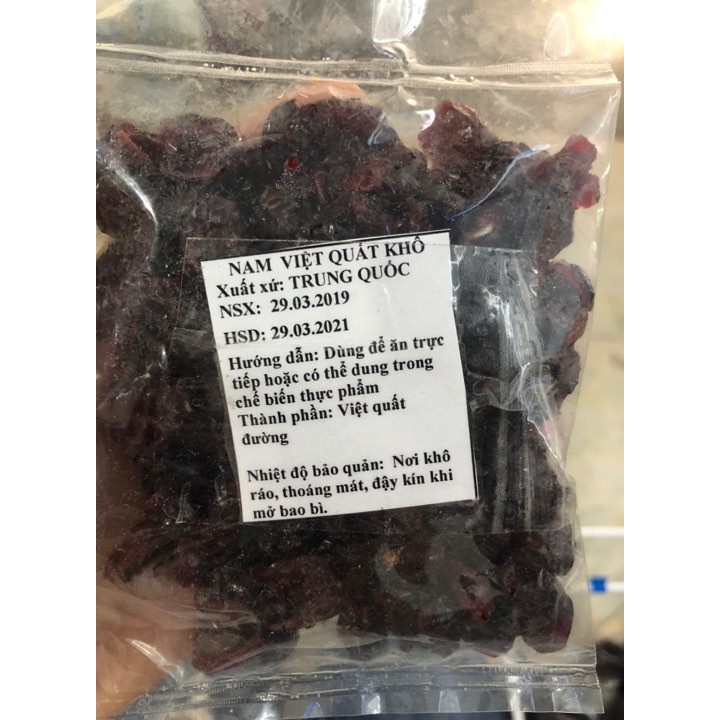 NAM VIỆT QUẤT KHÔ
Xuất xứ: TRUNG QUỐC
NSX: 29.03.2019
HSD: 29.03.2021
Hướng dẫn: Dùng để ăn trực
tiếp hoặc có thể dung trong
chế biến thực phẩm
Thành phần: Việt quất
đường
Nhiệt độ bảo quản: Nơi khô
ráo, thoáng mát, đậy kín khi
mở bao bì.